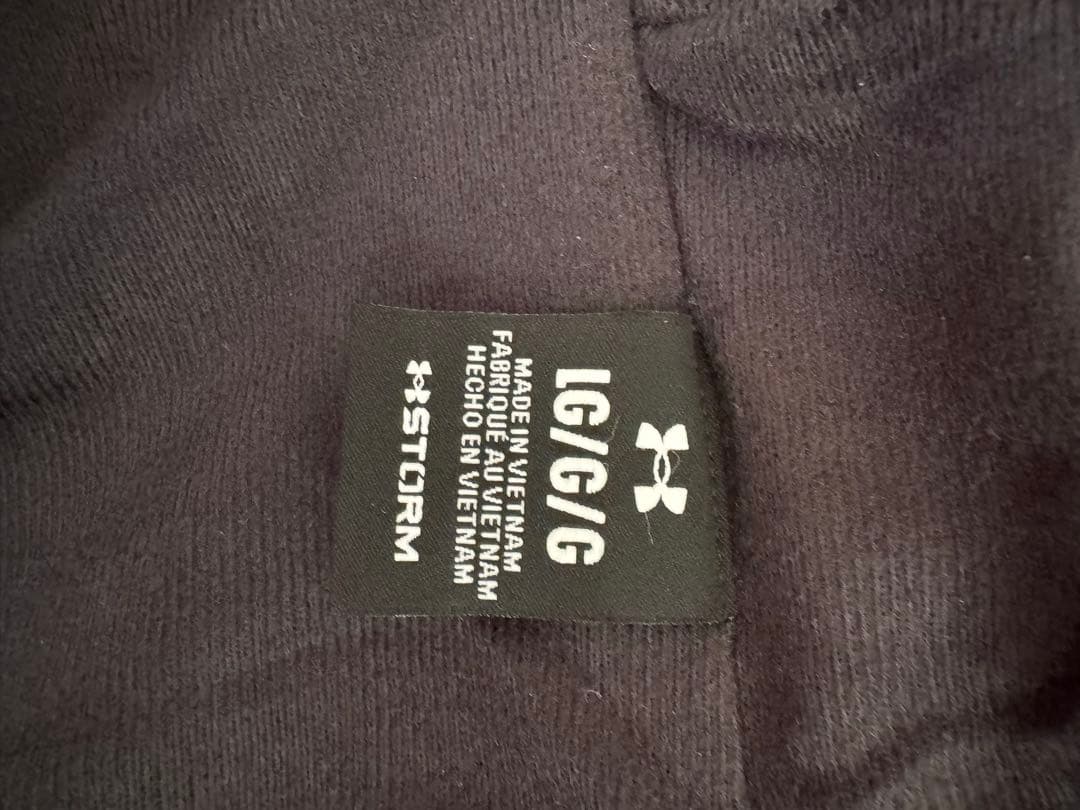 LG/G/G
MADE IN VIETNAM
FABRIQUÉ AU VIETNAM
HECHO EN VIETNAM
STORM